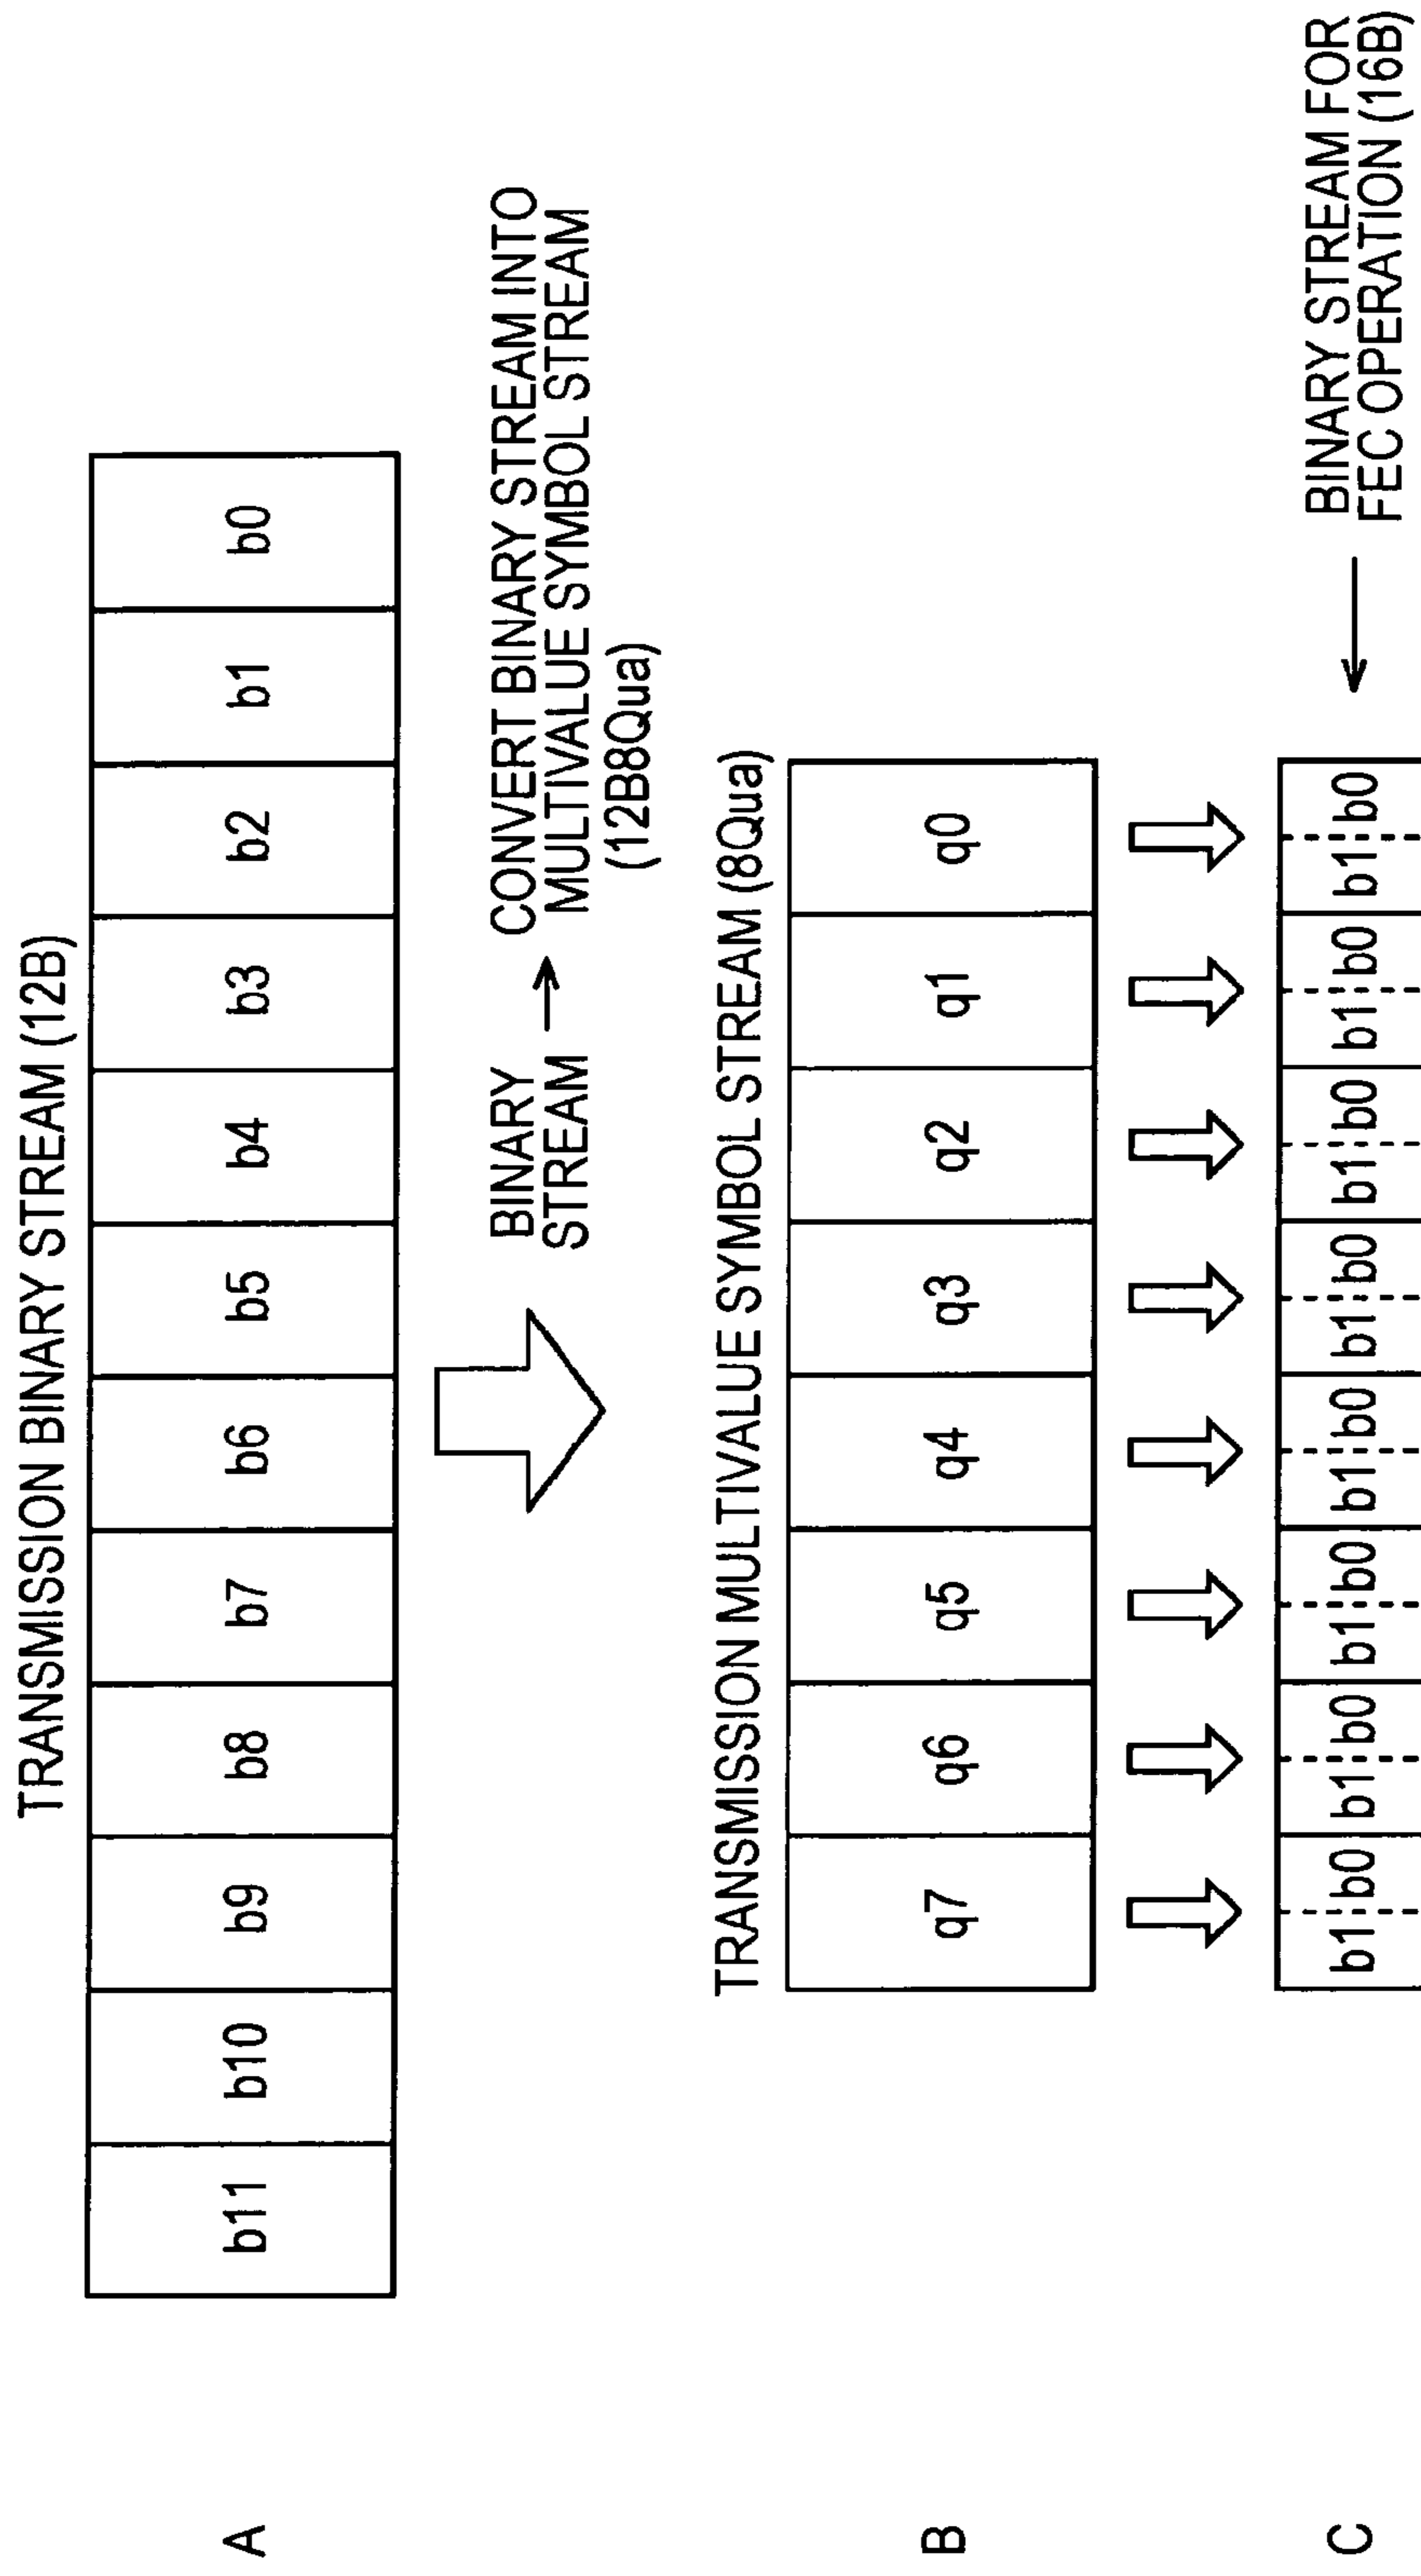 TRANSMISSION BINARY STREAM (12B)
A
b11 b10 b9 b8 b7 b6 b5 b4 b3 b2 b1 b0
BINARY
STREAM
CONVERT BINARY STREAM INTO
MULTIVALUE SYMBOL STREAM
(12B8Qua)
TRANSMISSION MULTIVALUE SYMBOL STREAM (8Qua)
B
q7 q6 q5 q4 q3 q2 q1 q0
C
b1 b0 b1 b0 b1 b0 b1 b0 b1 b0 b1 b0 b1 b0 b1 b0
BINARY STREAM FOR
FEC OPERATION (16B)